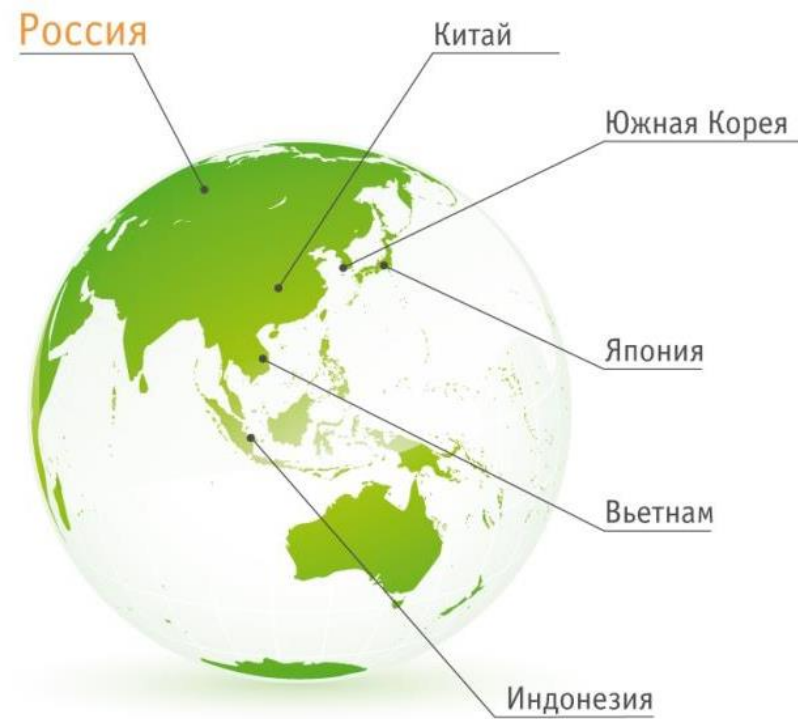 Россия
Китай
Южная Корея
Япония
Вьетнам
Индонезия